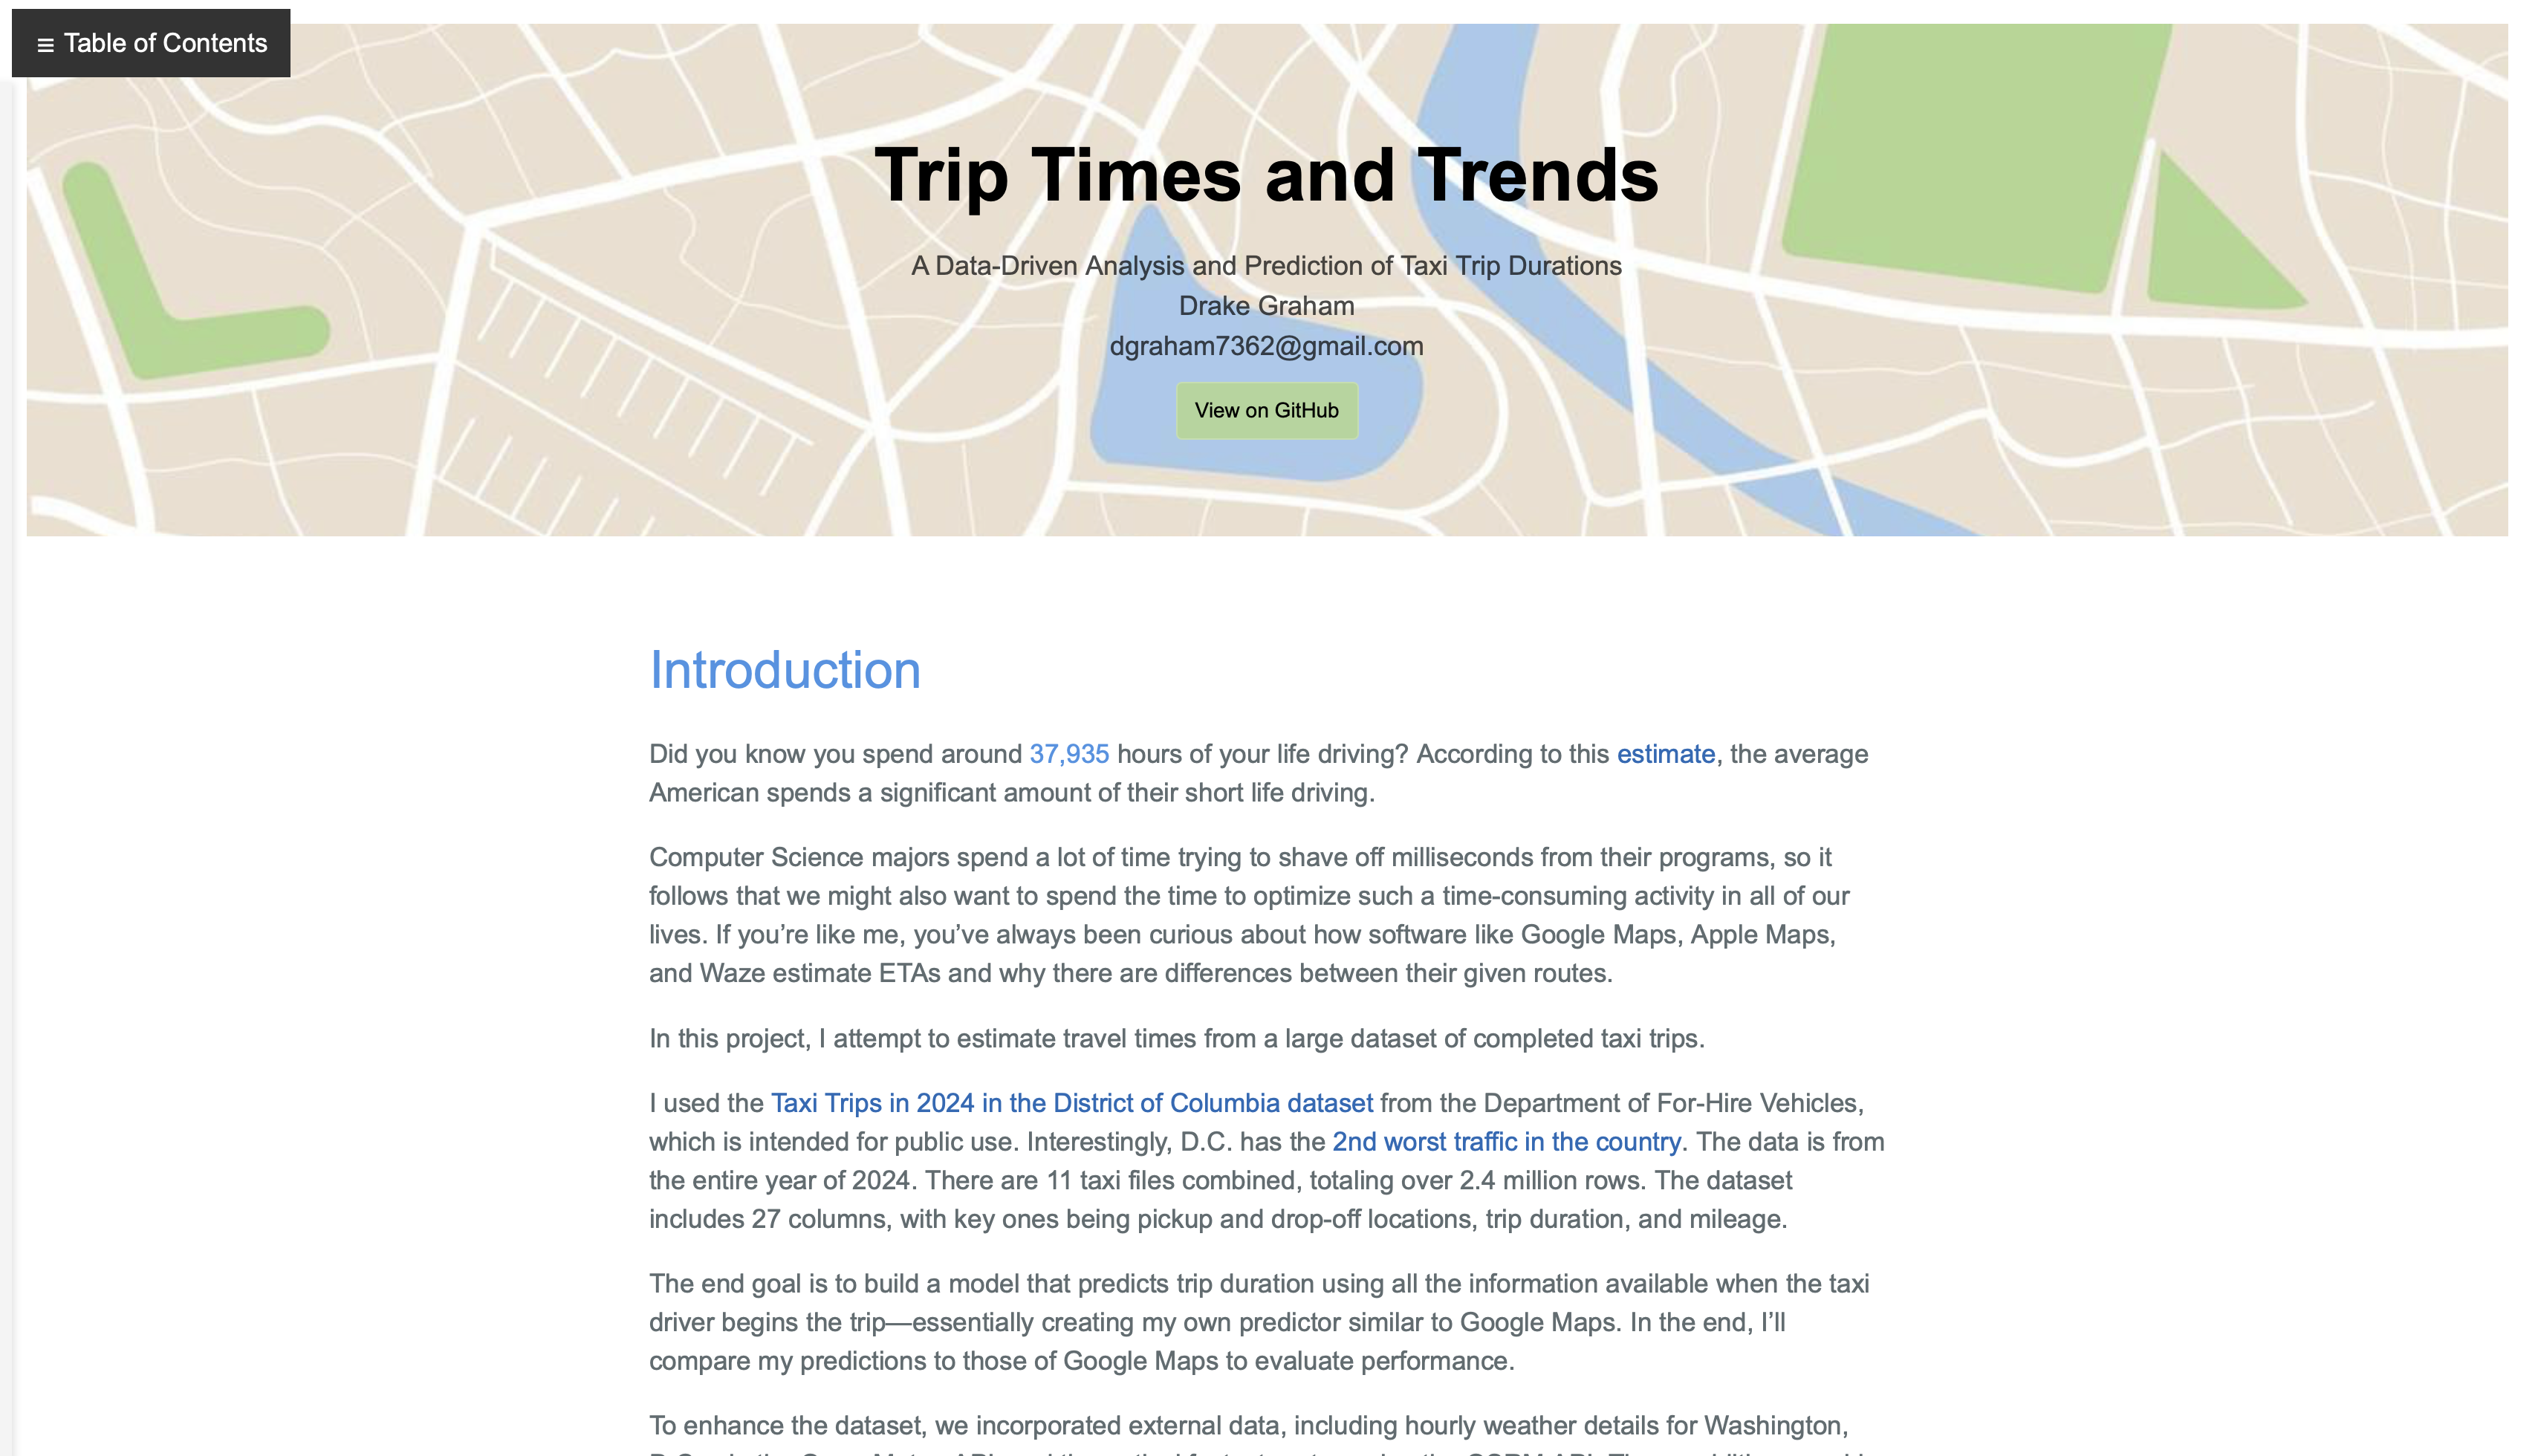 ≡ Table of Contents
Trip Times and Trends
A Data-Driven Analysis and Prediction of Taxi Trip Durations
Drake Graham
dgraham7362@gmail.com
View on GitHub
Introduction
Did you know you spend around 37,935 hours of your life driving? According to this estimate, the average
American spends a significant amount of their short life driving.
Computer Science majors spend a lot of time trying to shave off milliseconds from their programs, so it
follows that we might also want to spend the time to optimize such a time-consuming activity in all of our
lives. If you’re like me, you’ve always been curious about how software like Google Maps, Apple Maps,
and Waze estimate ETAs and why there are differences between their given routes.
In this project, I attempt to estimate travel times from a large dataset of completed taxi trips.
I used the Taxi Trips in 2024 in the District of Columbia dataset from the Department of For-Hire Vehicles,
which is intended for public use. Interestingly, D.C. has the 2nd worst traffic in the country. The data is from
the entire year of 2024. There are 11 taxi files combined, totaling over 2.4 million rows. The dataset
includes 27 columns, with key ones being pickup and drop-off locations, trip duration, and mileage.
The end goal is to build a model that predicts trip duration using all the information available when the taxi
driver begins the trip—essentially creating my own predictor similar to Google Maps. In the end, I’ll
compare my predictions to those of Google Maps to evaluate performance.
To enhance the dataset, we incorporated external data, including hourly weather details for Washington,